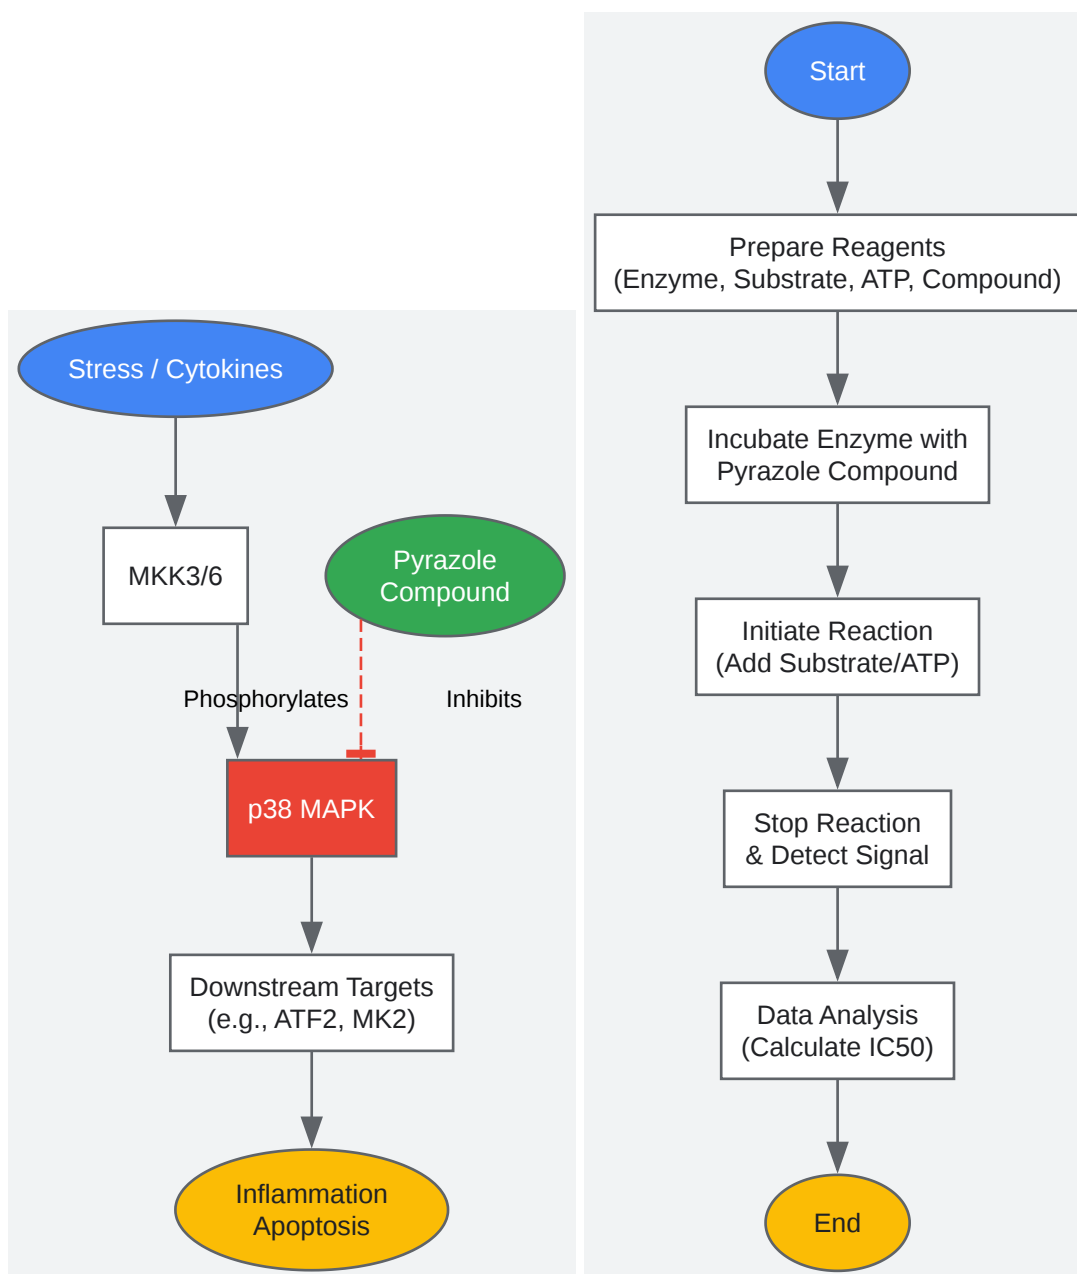 Stress / Cytokines
MKK3/6
Pyrazole
Compound
Phosphorylates
Inhibits
p38 MAPK
Downstream Targets
(e.g., ATF2, MK2)
Inflammation
Apoptosis
Start
Prepare Reagents
(Enzyme, Substrate, ATP, Compound)
Incubate Enzyme with
Pyrazole Compound
Initiate Reaction
(Add Substrate/ATP)
Stop Reaction
& Detect Signal
Data Analysis
(Calculate IC50)
End